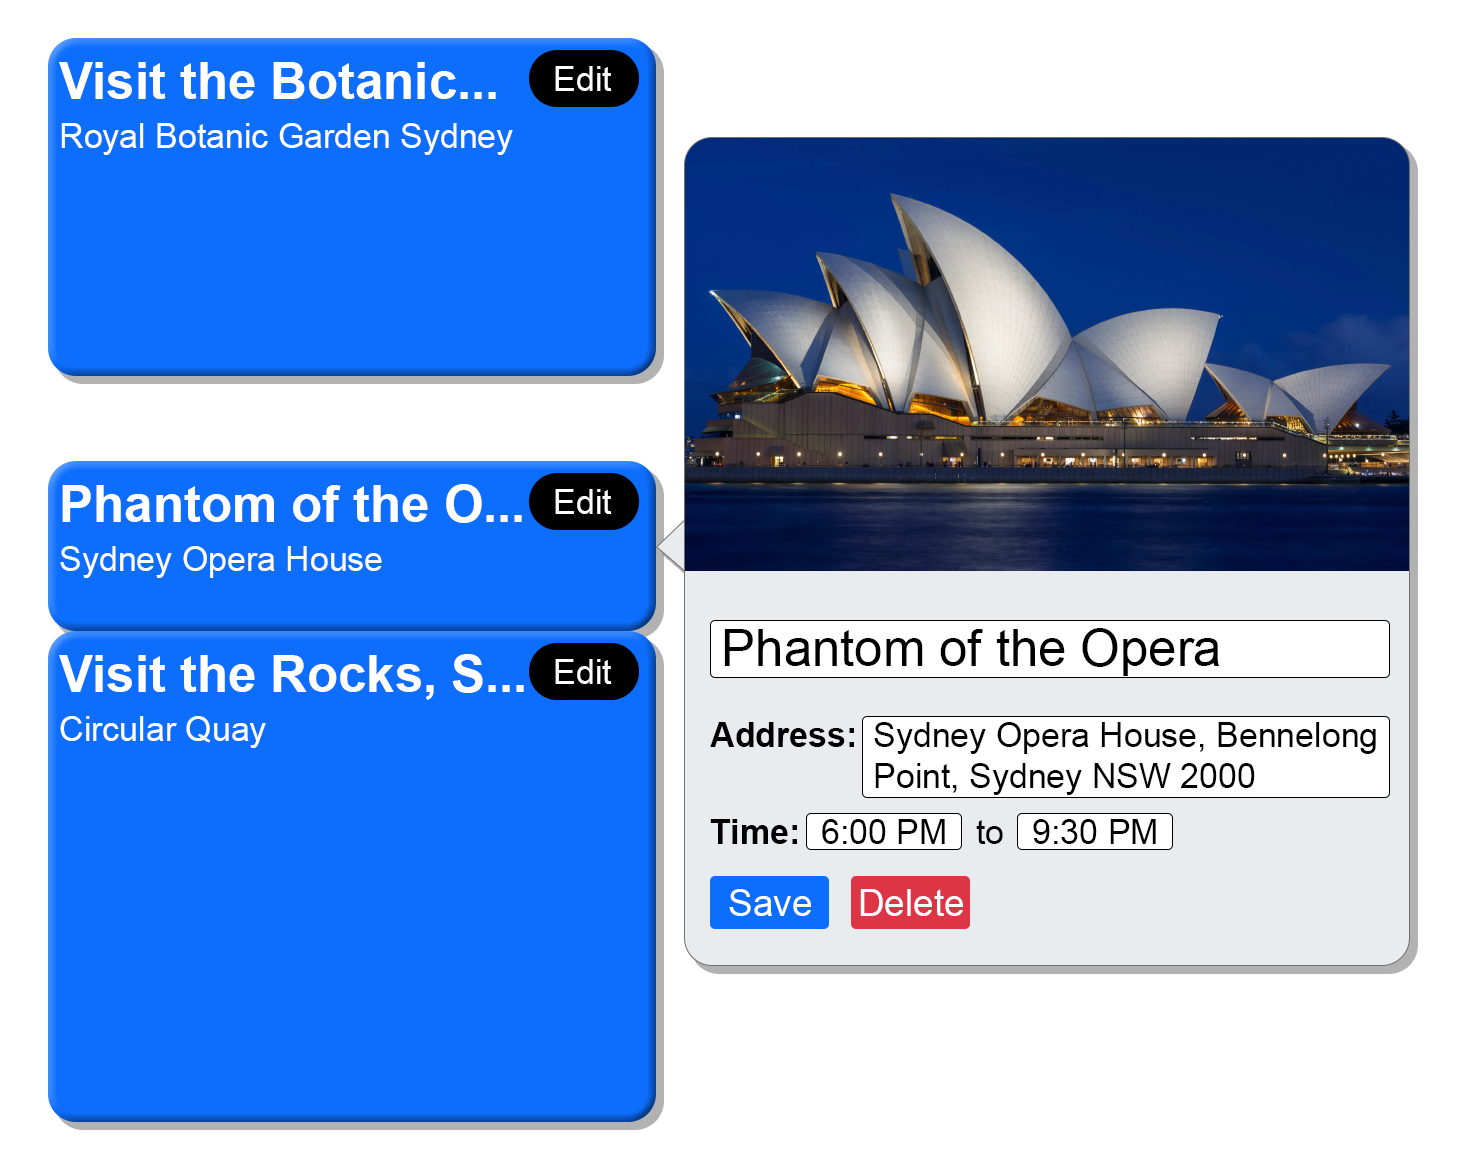 Visit the Botanic...
Edit
Royal Botanic Garden Sydney
Phantom of the O...
Edit
Sydney Opera House
Visit the Rocks, S...
Edit
Circular Quay
Phantom of the Opera
Address: Sydney Opera House, Bennelong
Point, Sydney NSW 2000
Time: 6:00 PM to 9:30 PM
Save Delete